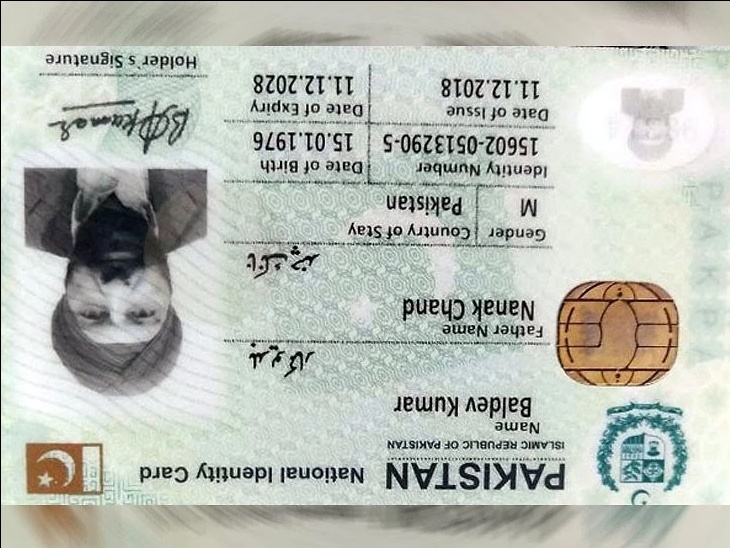 PAKISTAN National Identity Card
ISLAMIC REPUBLIC OF PAKISTAN
Name
Baldev Kumar
بلدیو کمار
Father Name
Nanak Chand
نانک چند
Gender Country of Stay
M Pakistan
Identity Number Date of Birth
15602-0513290-5 15.01.1976
Date of Issue Date of Expiry
11.12.2018 11.12.2028
Holder's Signature